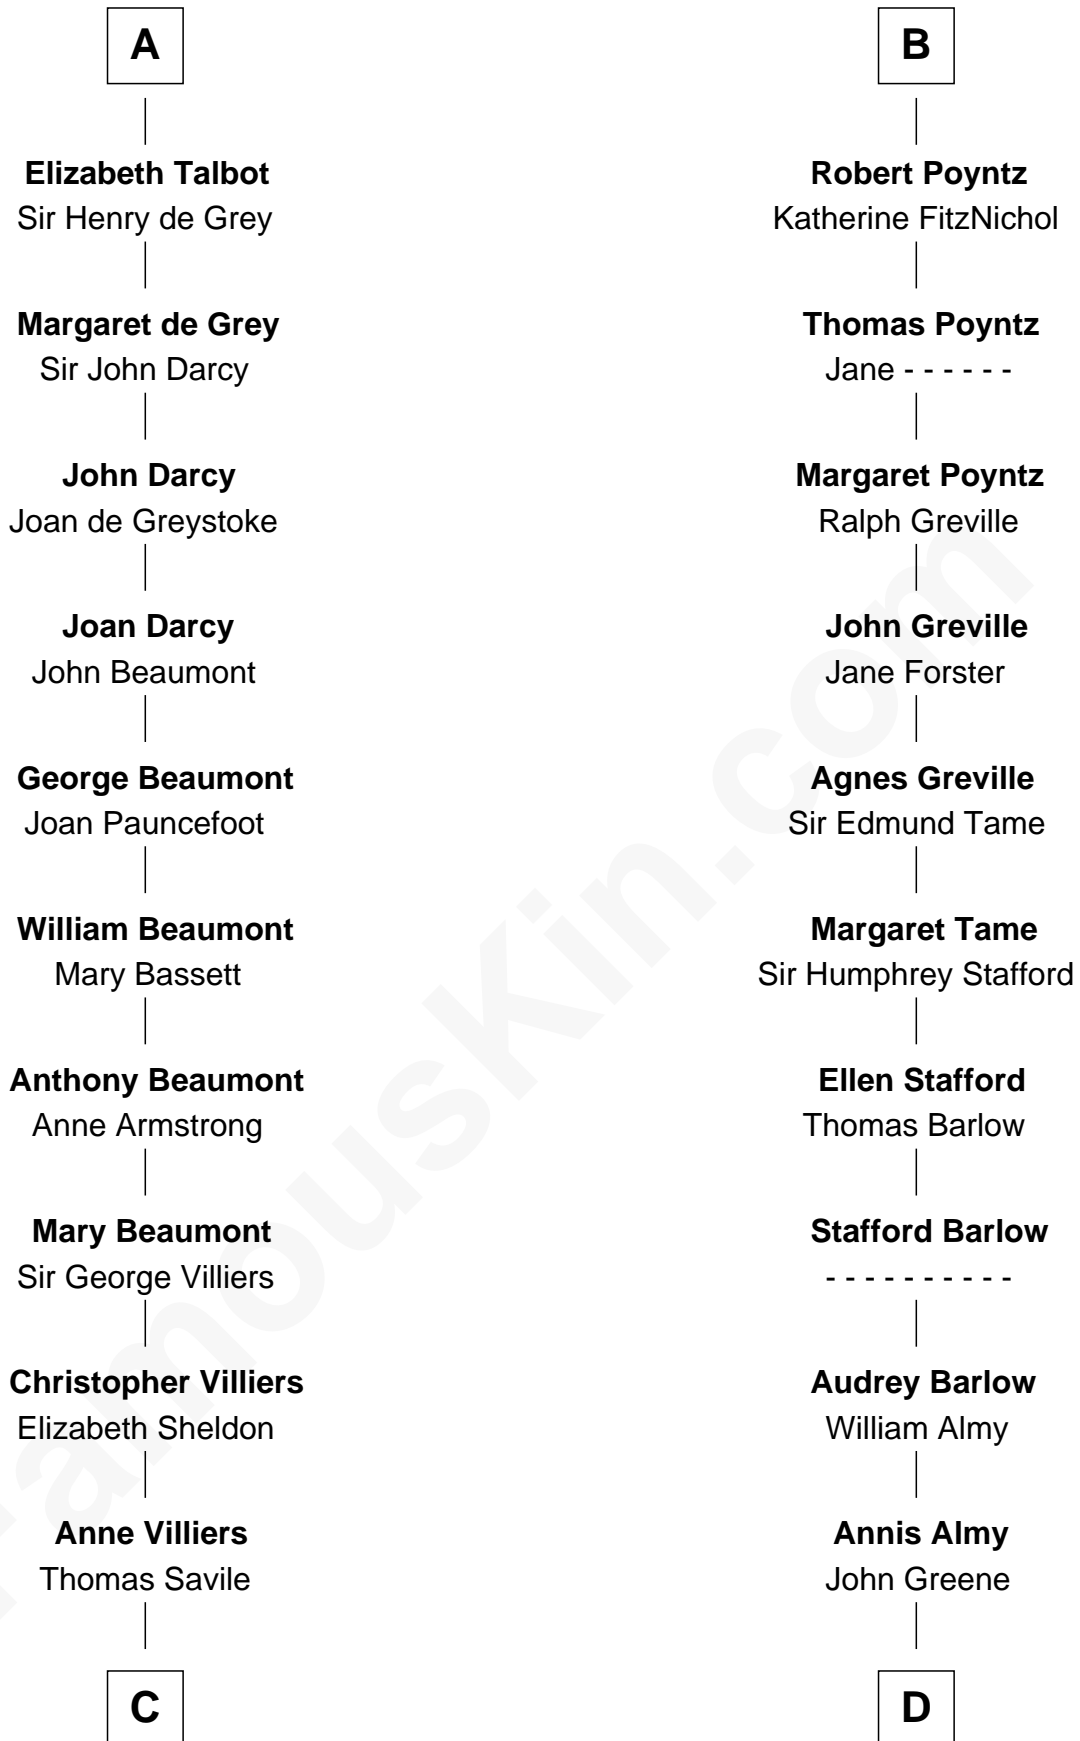 A
Elizabeth Talbot
Sir Henry de Grey
Margaret de Grey
Sir John Darcy
John Darcy
Joan de Greystoke
Joan Darcy
John Beaumont
George Beaumont
Joan Pauncefoot
William Beaumont
Mary Bassett
Anthony Beaumont
Anne Armstrong
Mary Beaumont
Sir George Villiers
Christopher Villiers
Elizabeth Sheldon
Anne Villiers
Thomas Savile
C
B
Robert Poyntz
Katherine FitzNichol
Thomas Poyntz
Jane - - - - - -
Margaret Poyntz
Ralph Greville
John Greville
Jane Forster
Agnes Greville
Sir Edmund Tame
Margaret Tame
Sir Humphrey Stafford
Ellen Stafford
Thomas Barlow
Stafford Barlow
- - - - - - - - - -
Audrey Barlow
William Almy
Annis Almy
John Greene
D
FamousKin.com